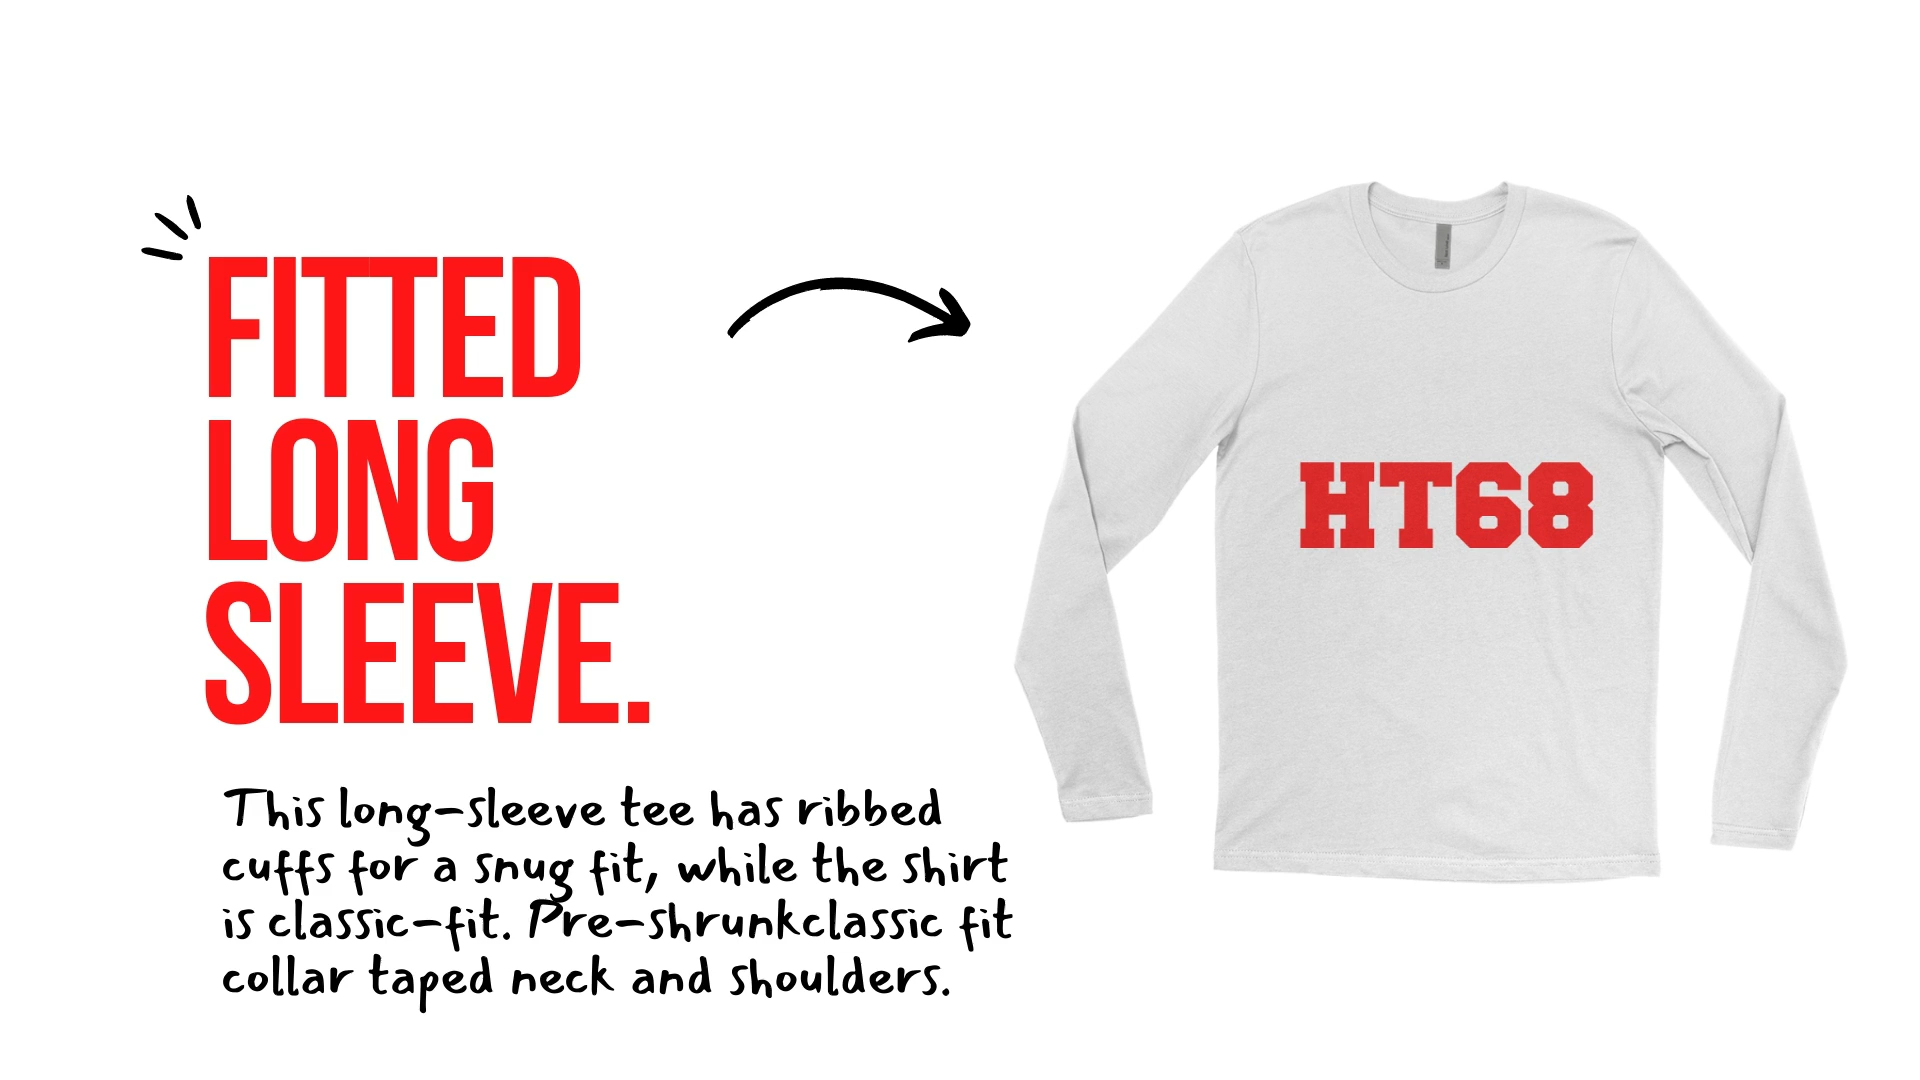 FITTED
LONG
SLEEVE.
HT68
This long-sleeve tee has ribbed
cuffs for a snug fit, while the shirt
is classic-fit. Pre-shrunkclassic fit
collar taped neck and shoulders.